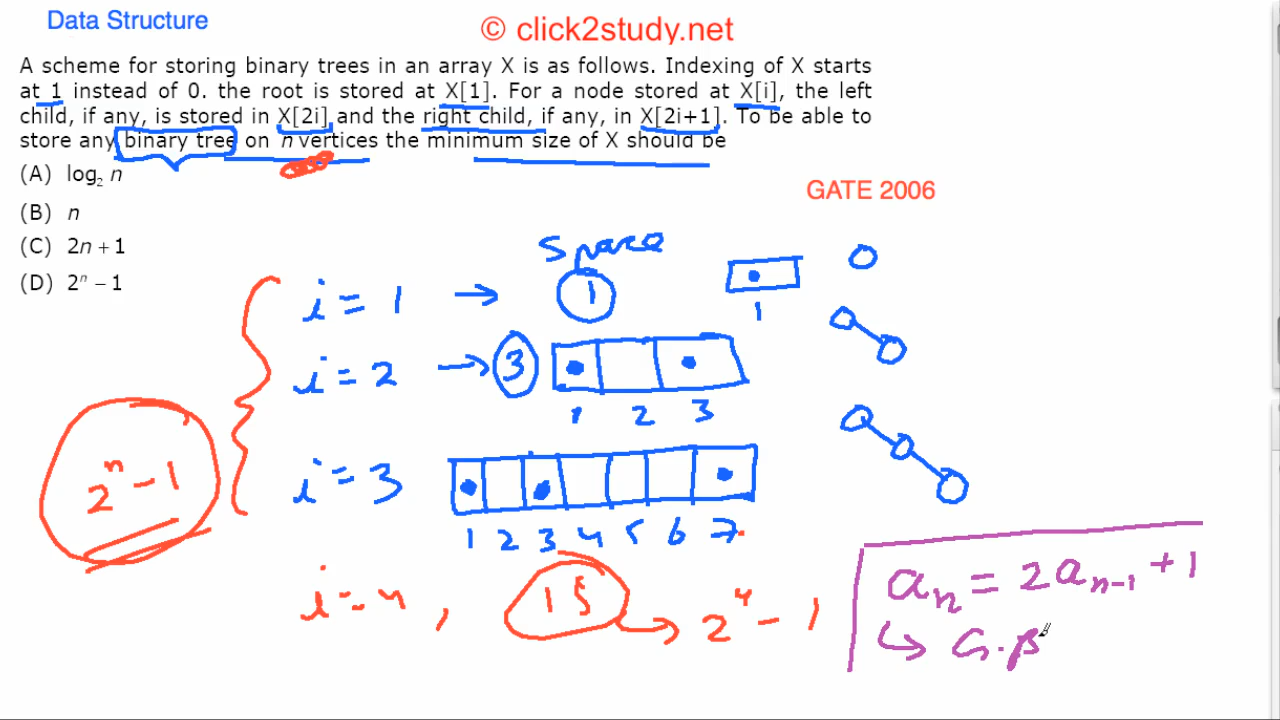 Data Structure
© click2study.net
A scheme for storing binary trees in an array X is as follows. Indexing of X starts
at 1 instead of 0. the root is stored at X[1]. For a node stored at X[i], the left
child, if any, is stored in X[2i] and the right child, if any, in X[2i+1]. To be able to
store any binary tree on n vertices the minimum size of X should be
(A) log₂ n
(B) n
(C) 2n + 1
(D) 2ⁿ − 1
GATE 2006
Space
i = 1 → 1
1
i = 2 → 3
1 2 3
i = 3
1 2 3 4 5 6 7
2ⁿ − 1
i = 4, 15 → 2⁴ − 1
aₙ = 2aₙ₋₁ + 1
↳ G.P